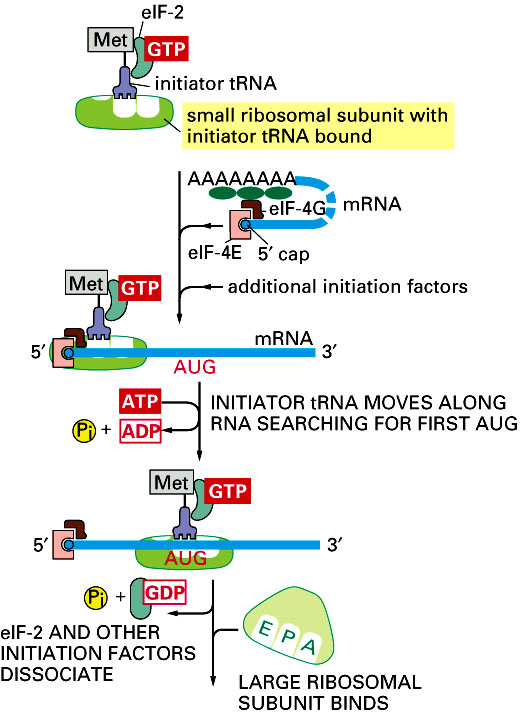 eIF-2
Met
GTP
initiator tRNA
small ribosomal subunit with
initiator tRNA bound
AAAAAAAA
eIF-4G
mRNA
eIF-4E
5′ cap
Met
GTP
additional initiation factors
5′
mRNA
3′
AUG
ATP
INITIATOR tRNA MOVES ALONG
RNA SEARCHING FOR FIRST AUG
Pi + ADP
Met
GTP
5′
3′
AUG
Pi + GDP
eIF-2 AND OTHER
INITIATION FACTORS
DISSOCIATE
E P A
LARGE RIBOSOMAL
SUBUNIT BINDS